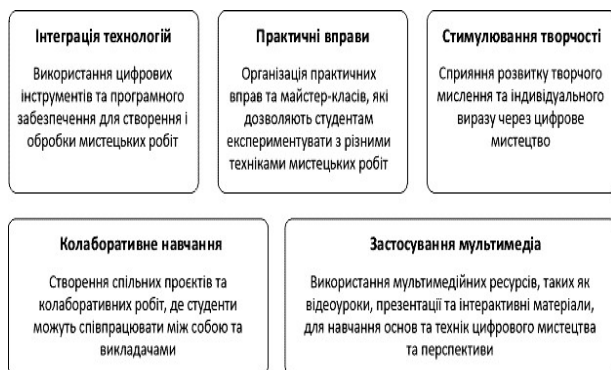 Інтеграція технологій
Використання цифрових
інструментів та програмного
забезпечення для створення і
обробки мистецьких робіт
Практичні вправи
Організація практичних
вправ та майстер-класів, які
дозволяють студентам
експериментувати з різними
техніками мистецьких робіт
Стимулювання творчості
Сприяння розвитку творчого
мислення та індивідуального
виразу через цифрове
мистецтво
Колаборативне навчання
Створення спільних проєктів та
колаборативних робіт, де студенти
можуть співпрацювати між собою та
викладачами
Застосування мультимедіа
Використання мультимедійних ресурсів, таких як
відеоуроки, презентації та інтерактивні матеріали,
для навчання основ та технік цифрового мистецтва
та перспективи